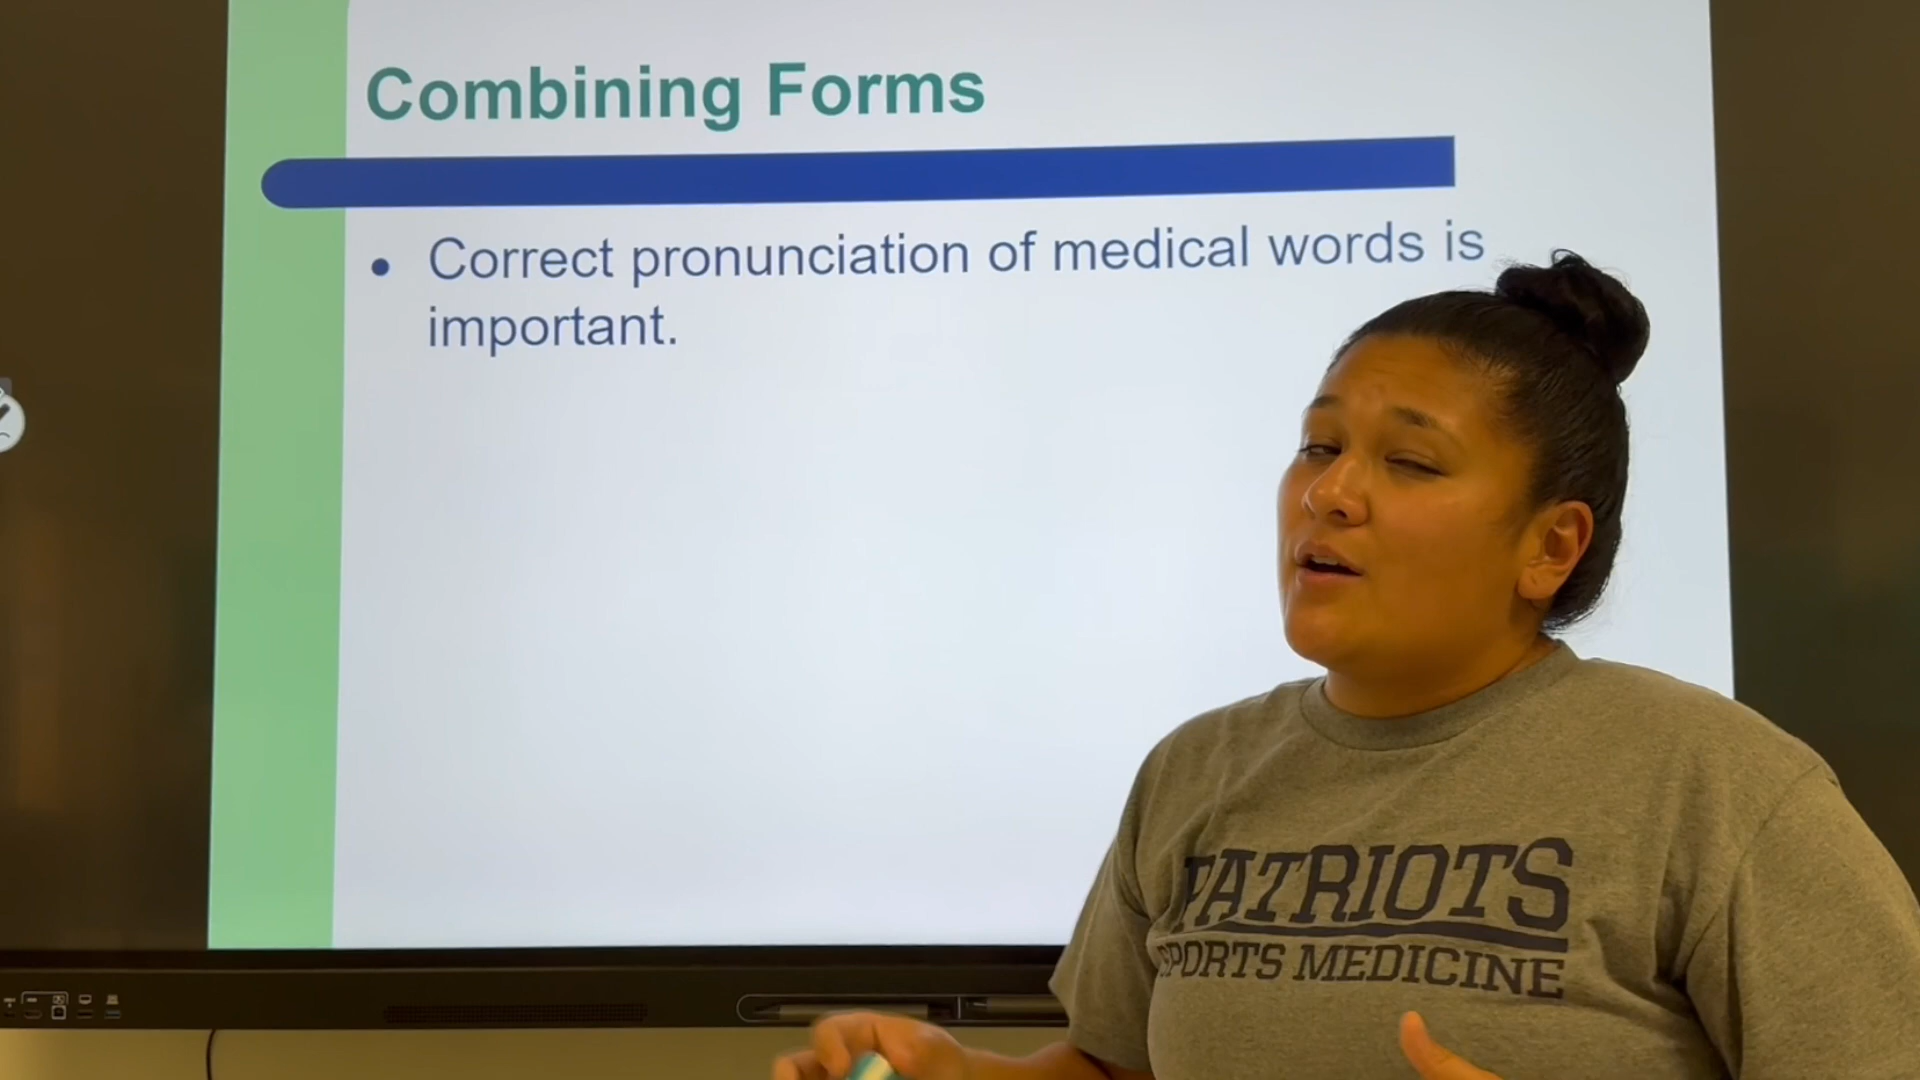 Combining Forms
• Correct pronunciation of medical words is
important.
PATRIOTS
SPORTS MEDICINE